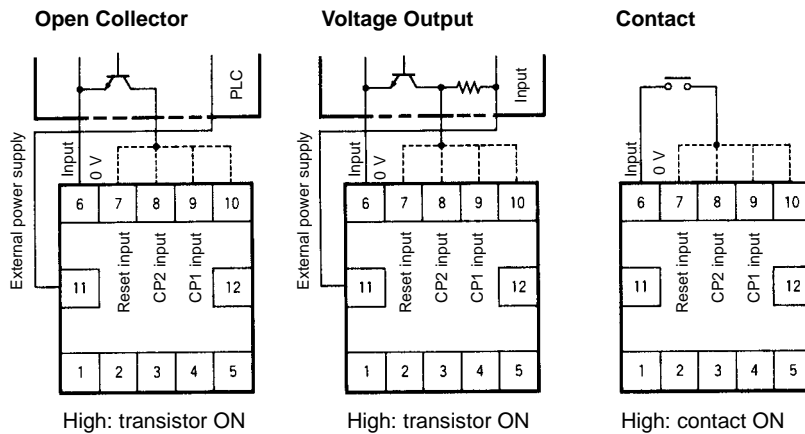 Open Collector
PLC
External power supply
Input
0 V
6 7 8 9 10
11
Reset input
CP2 input
CP1 input
12
1 2 3 4 5
High: transistor ON
Voltage Output
Input
External power supply
Input
0 V
6 7 8 9 10
11
Reset input
CP2 input
CP1 input
12
1 2 3 4 5
High: transistor ON
Contact
Input
0 V
6 7 8 9 10
11
Reset input
CP2 input
CP1 input
12
1 2 3 4 5
High: contact ON